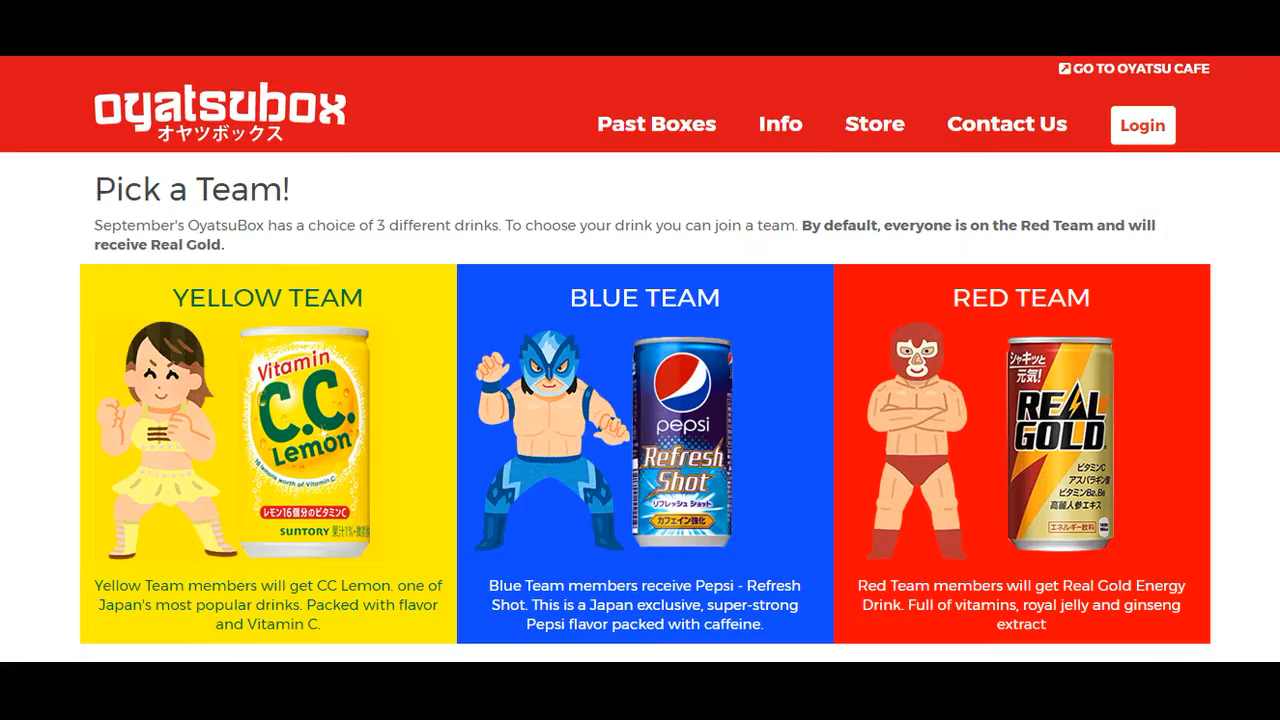 GO TO OYATSU CAFE
oyatsubox
オヤツボックス
Past Boxes
Info
Store
Contact Us
Login
Pick a Team!
September's OyatsuBox has a choice of 3 different drinks. To choose your drink you can join a team. By default, everyone is on the Red Team and will
receive Real Gold.
YELLOW TEAM
Vitamin
C.C.
Lemon
16 lemons worth of Vitamin C.
レモン16個分のビタミンC
SUNTORY 果汁1%
Yellow Team members will get CC Lemon. one of
Japan's most popular drinks. Packed with flavor
and Vitamin C.
BLUE TEAM
pepsi
Refresh
Shot
リフレッシュショット
カフェイン強化
Blue Team members receive Pepsi - Refresh
Shot. This is a Japan exclusive, super-strong
Pepsi flavor packed with caffeine.
RED TEAM
シャキッと
元気!
REAL
GOLD
ビタミンC
アスパラギン酸
ビタミンB2,B6
高麗人参エキス
エネルギー飲料
Red Team members will get Real Gold Energy
Drink. Full of vitamins, royal jelly and ginseng
extract